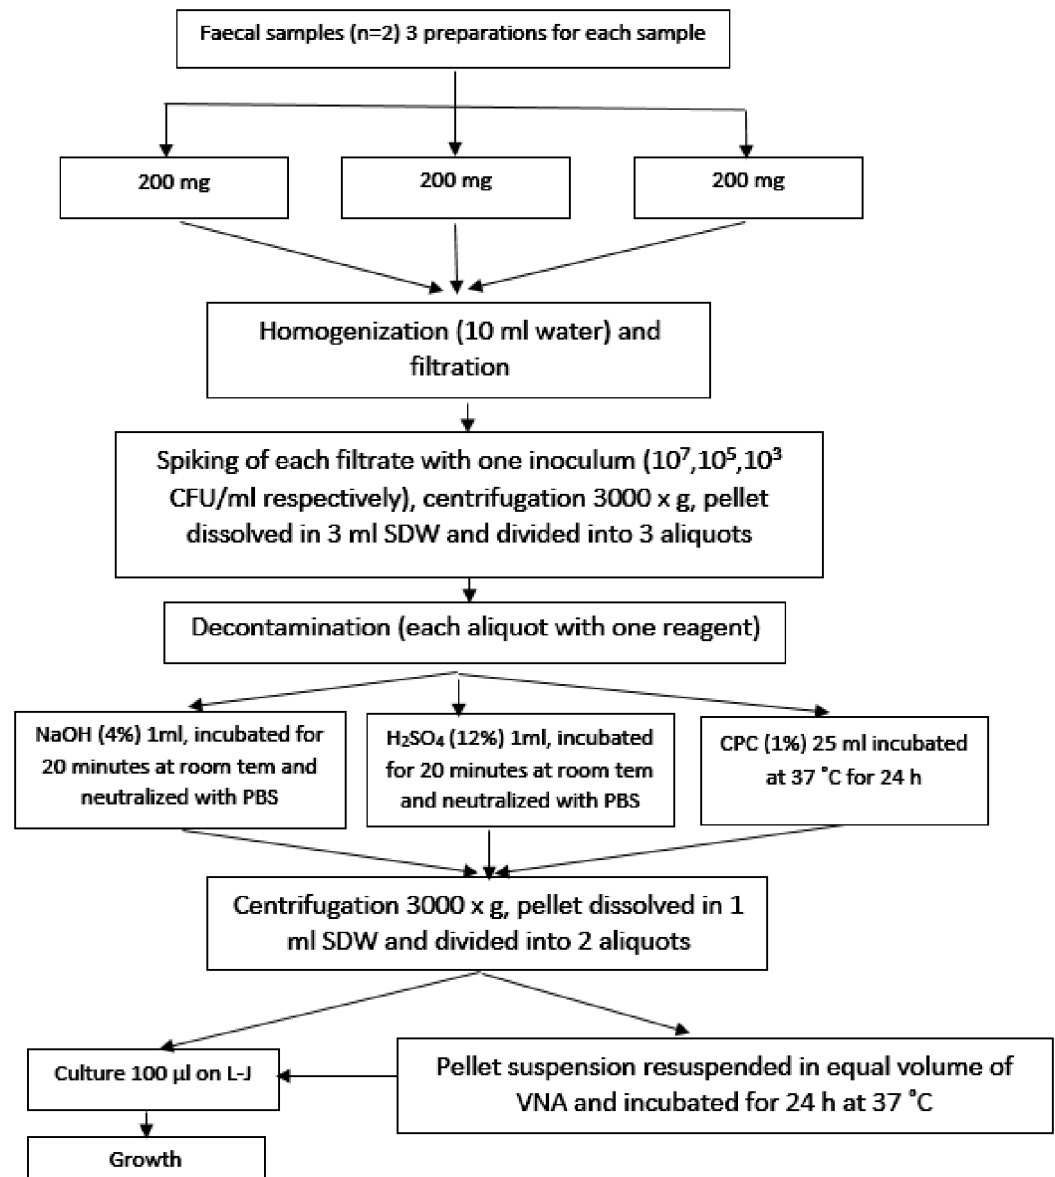 Faecal samples (n=2) 3 preparations for each sample
200 mg
200 mg
200 mg
Homogenization (10 ml water) and
filtration
Spiking of each filtrate with one inoculum (10⁷,10⁵,10³
CFU/ml respectively), centrifugation 3000 x g, pellet
dissolved in 3 ml SDW and divided into 3 aliquots
Decontamination (each aliquot with one reagent)
NaOH (4%) 1ml, incubated for
20 minutes at room tem and
neutralized with PBS
H₂SO₄ (12%) 1ml, incubated
for 20 minutes at room tem
and neutralized with PBS
CPC (1%) 25 ml incubated
at 37 ˚C for 24 h
Centrifugation 3000 x g, pellet dissolved in 1
ml SDW and divided into 2 aliquots
Culture 100 µl on L-J
Pellet suspension resuspended in equal volume of
VNA and incubated for 24 h at 37 ˚C
Growth